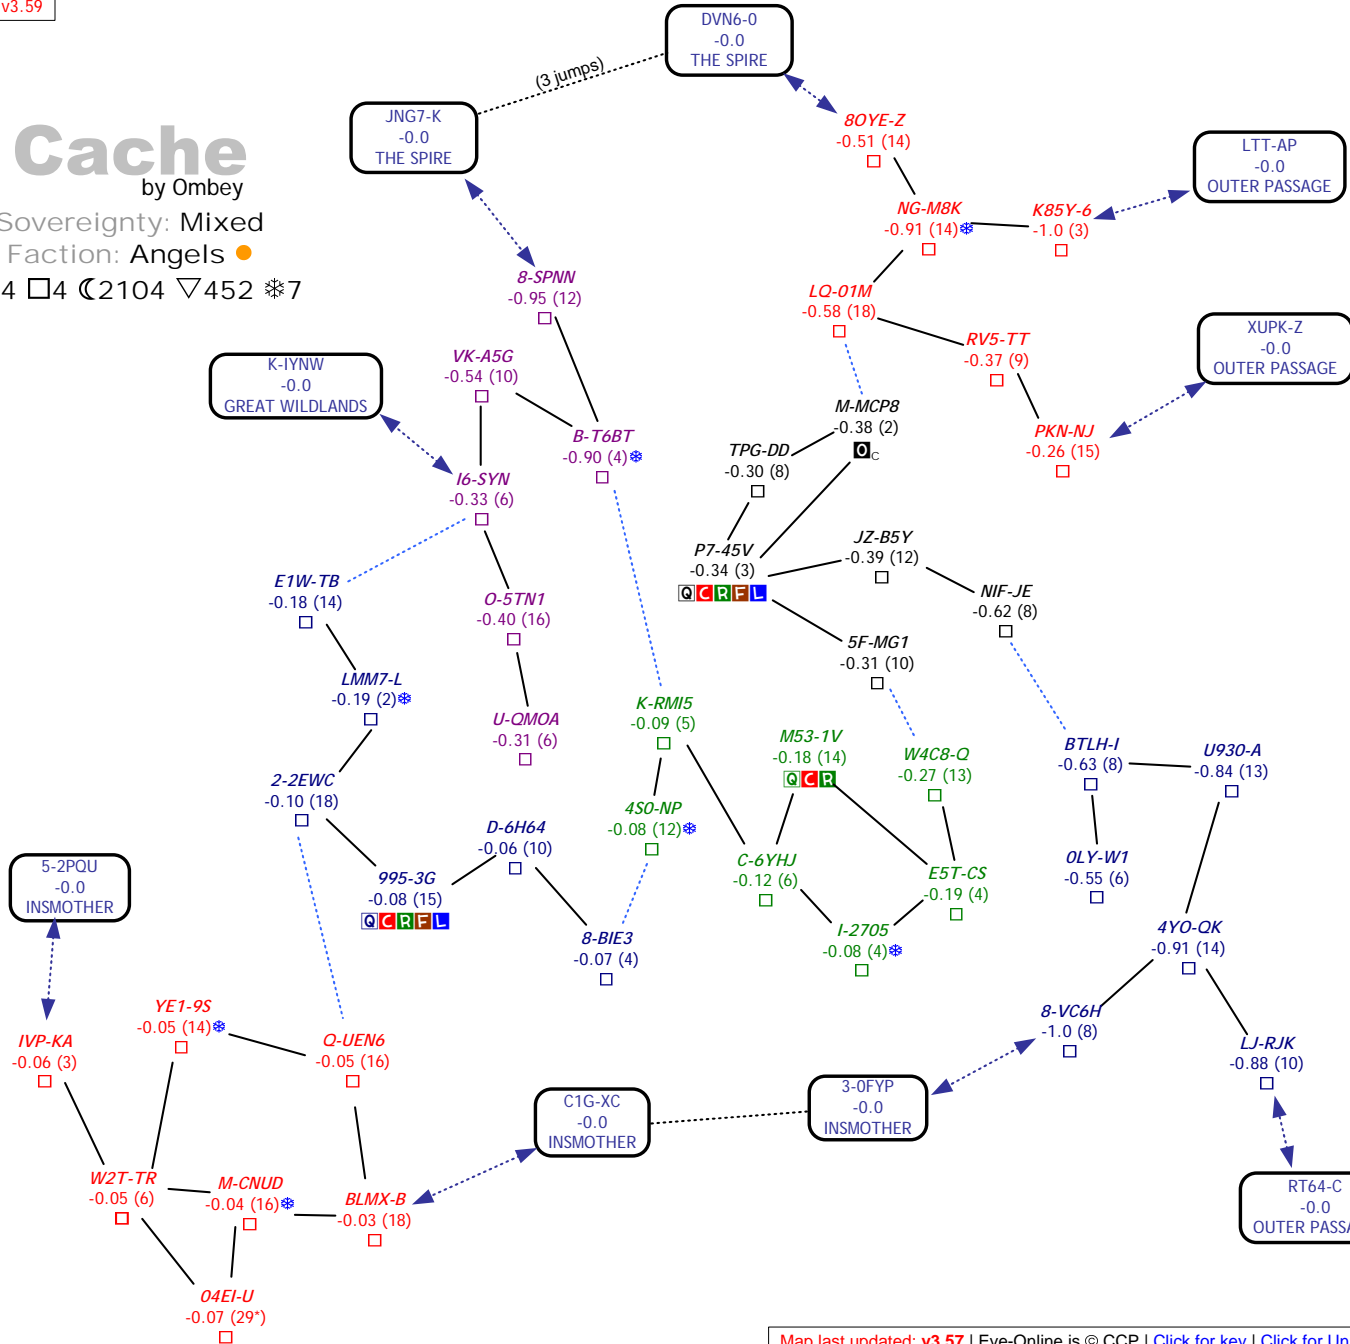 v3.59
DVN6-0
-0.0
THE SPIRE
(3 jumps)
JNG7-K
-0.0
THE SPIRE
8OYE-Z
-0.51 (14)
Cache
by Ombey
Sovereignty: Mixed
Faction: Angels
4 4 2104 452 7
LTT-AP
-0.0
OUTER PASSAGE
NG-M8K
-0.91 (14)
K85Y-6
-1.0 (3)
8-SPNN
-0.95 (12)
LQ-01M
-0.58 (18)
XUPK-Z
-0.0
OUTER PASSAGE
RV5-TT
-0.37 (9)
VK-A5G
-0.54 (10)
K-IYNW
-0.0
GREAT WILDLANDS
M-MCP8
-0.38 (2)
O C
B-T6BT
-0.90 (4)
PKN-NJ
-0.26 (15)
TPG-DD
-0.30 (8)
I6-SYN
-0.33 (6)
P7-45V
-0.34 (3)
Q C R F L
JZ-B5Y
-0.39 (12)
E1W-TB
-0.18 (14)
O-5TN1
-0.40 (16)
NIF-JE
-0.62 (8)
5F-MG1
-0.31 (10)
LMM7-L
-0.19 (2)
K-RMI5
-0.09 (5)
U-QMOA
-0.31 (6)
M53-1V
-0.18 (14)
Q C R
W4C8-Q
-0.27 (13)
BTLH-I
-0.63 (8)
U930-A
-0.84 (13)
2-2EWC
-0.10 (18)
4S0-NP
-0.08 (12)
D-6H64
-0.06 (10)
5-2PQU
-0.0
INSMOTHER
995-3G
-0.08 (15)
Q C R F L
C-6YHJ
-0.12 (6)
E5T-CS
-0.19 (4)
0LY-W1
-0.55 (6)
8-BIE3
-0.07 (4)
I-2705
-0.08 (4)
4YO-QK
-0.91 (14)
YE1-9S
-0.05 (14)
IVP-KA
-0.06 (3)
Q-UEN6
-0.05 (16)
8-VC6H
-1.0 (8)
LJ-RJK
-0.88 (10)
C1G-XC
-0.0
INSMOTHER
3-0FYP
-0.0
INSMOTHER
W2T-TR
-0.05 (6)
M-CNUD
-0.04 (16)
BLMX-B
-0.03 (18)
RT64-C
-0.0
OUTER PASSA
04EI-U
-0.07 (29*)
Map last updated: v3.57 | Eve-Online is © CCP | Click for key | Click for Un